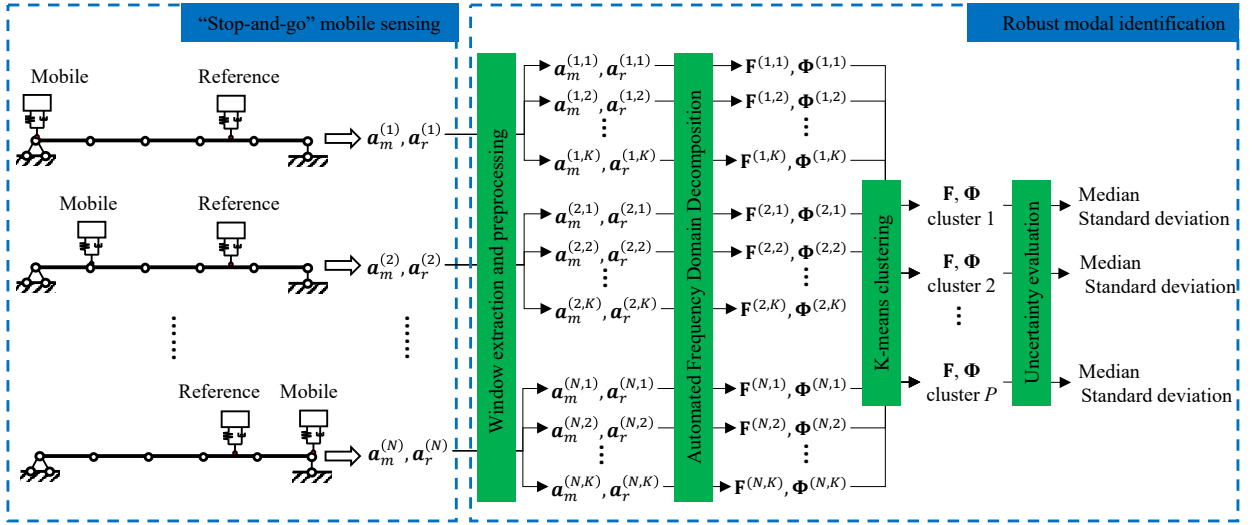 “Stop-and-go” mobile sensing
Robust modal identification
Mobile
Reference
𝒂_m^(1), 𝒂_r^(1)
Mobile
Reference
𝒂_m^(2), 𝒂_r^(2)
Reference
Mobile
𝒂_m^(N), 𝒂_r^(N)
Window extraction and preprocessing
𝒂_m^(1,1), 𝒂_r^(1,1)
𝒂_m^(1,2), 𝒂_r^(1,2)
𝒂_m^(1,K), 𝒂_r^(1,K)
𝒂_m^(2,1), 𝒂_r^(2,1)
𝒂_m^(2,2), 𝒂_r^(2,2)
𝒂_m^(2,K), 𝒂_r^(2,K)
𝒂_m^(N,1), 𝒂_r^(N,1)
𝒂_m^(N,2), 𝒂_r^(N,2)
𝒂_m^(N,K), 𝒂_r^(N,K)
Automated Frequency Domain Decomposition
𝐅^(1,1), 𝚽^(1,1)
𝐅^(1,2), 𝚽^(1,2)
𝐅^(1,K), 𝚽^(1,K)
𝐅^(2,1), 𝚽^(2,1)
𝐅^(2,2), 𝚽^(2,2)
𝐅^(2,K), 𝚽^(2,K)
𝐅^(N,1), 𝚽^(N,1)
𝐅^(N,2), 𝚽^(N,2)
𝐅^(N,K), 𝚽^(N,K)
K-means clustering
𝐅, 𝚽
cluster 1
𝐅, 𝚽
cluster 2
𝐅, 𝚽
cluster P
Uncertainty evaluation
Median
Standard deviation
Median
Standard deviation
Median
Standard deviation